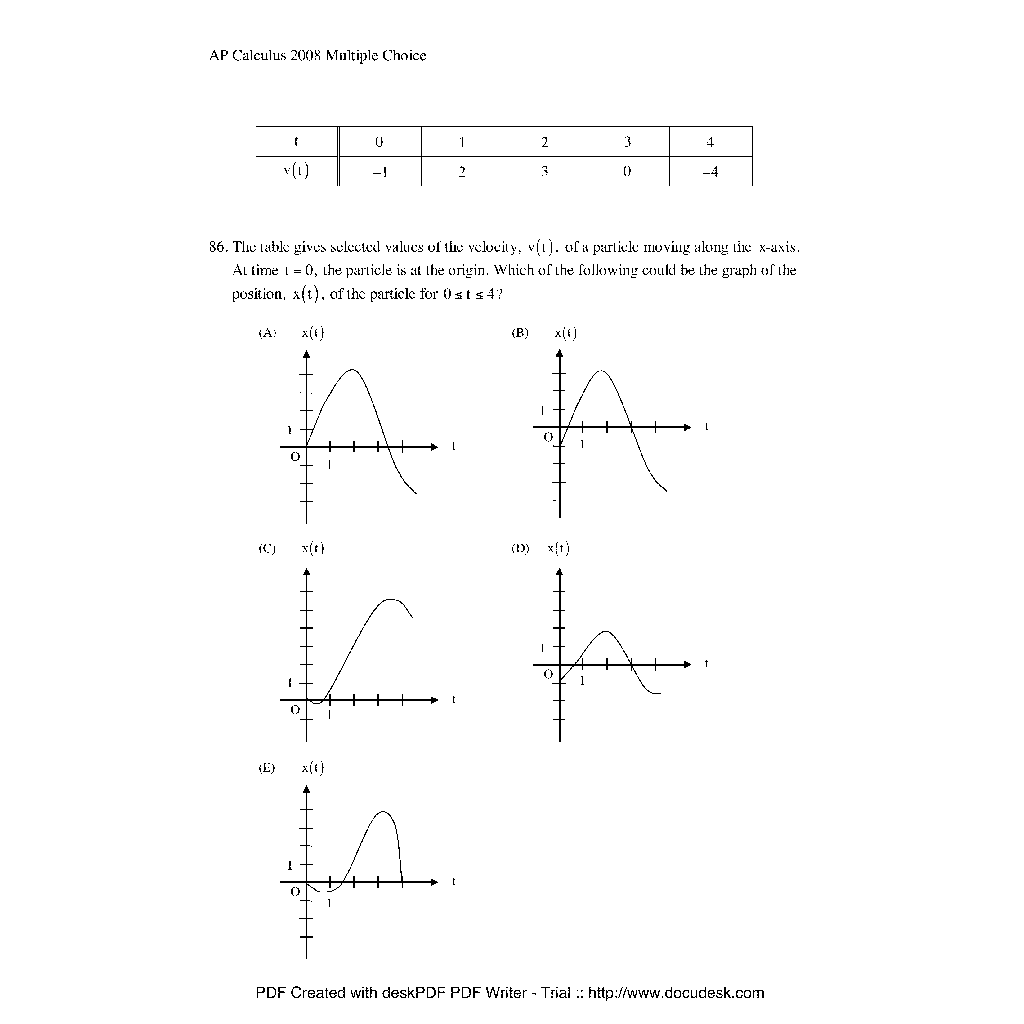 AP Calculus 2008 Multiple Choice
t 0 1 2 3 4
v(t) –1 2 3 0 –4
86. The table gives selected values of the velocity, v(t), of a particle moving along the x-axis.
At time t = 0, the particle is at the origin. Which of the following could be the graph of the
position, x(t), of the particle for 0 ≤ t ≤ 4?
(A) x(t)
1
O
1
t
(B) x(t)
1
O
1
t
(C) x(t)
1
O
1
t
(D) x(t)
1
O
1
t
(E) x(t)
1
O
1
t
PDF Created with deskPDF PDF Writer - Trial :: http://www.docudesk.com